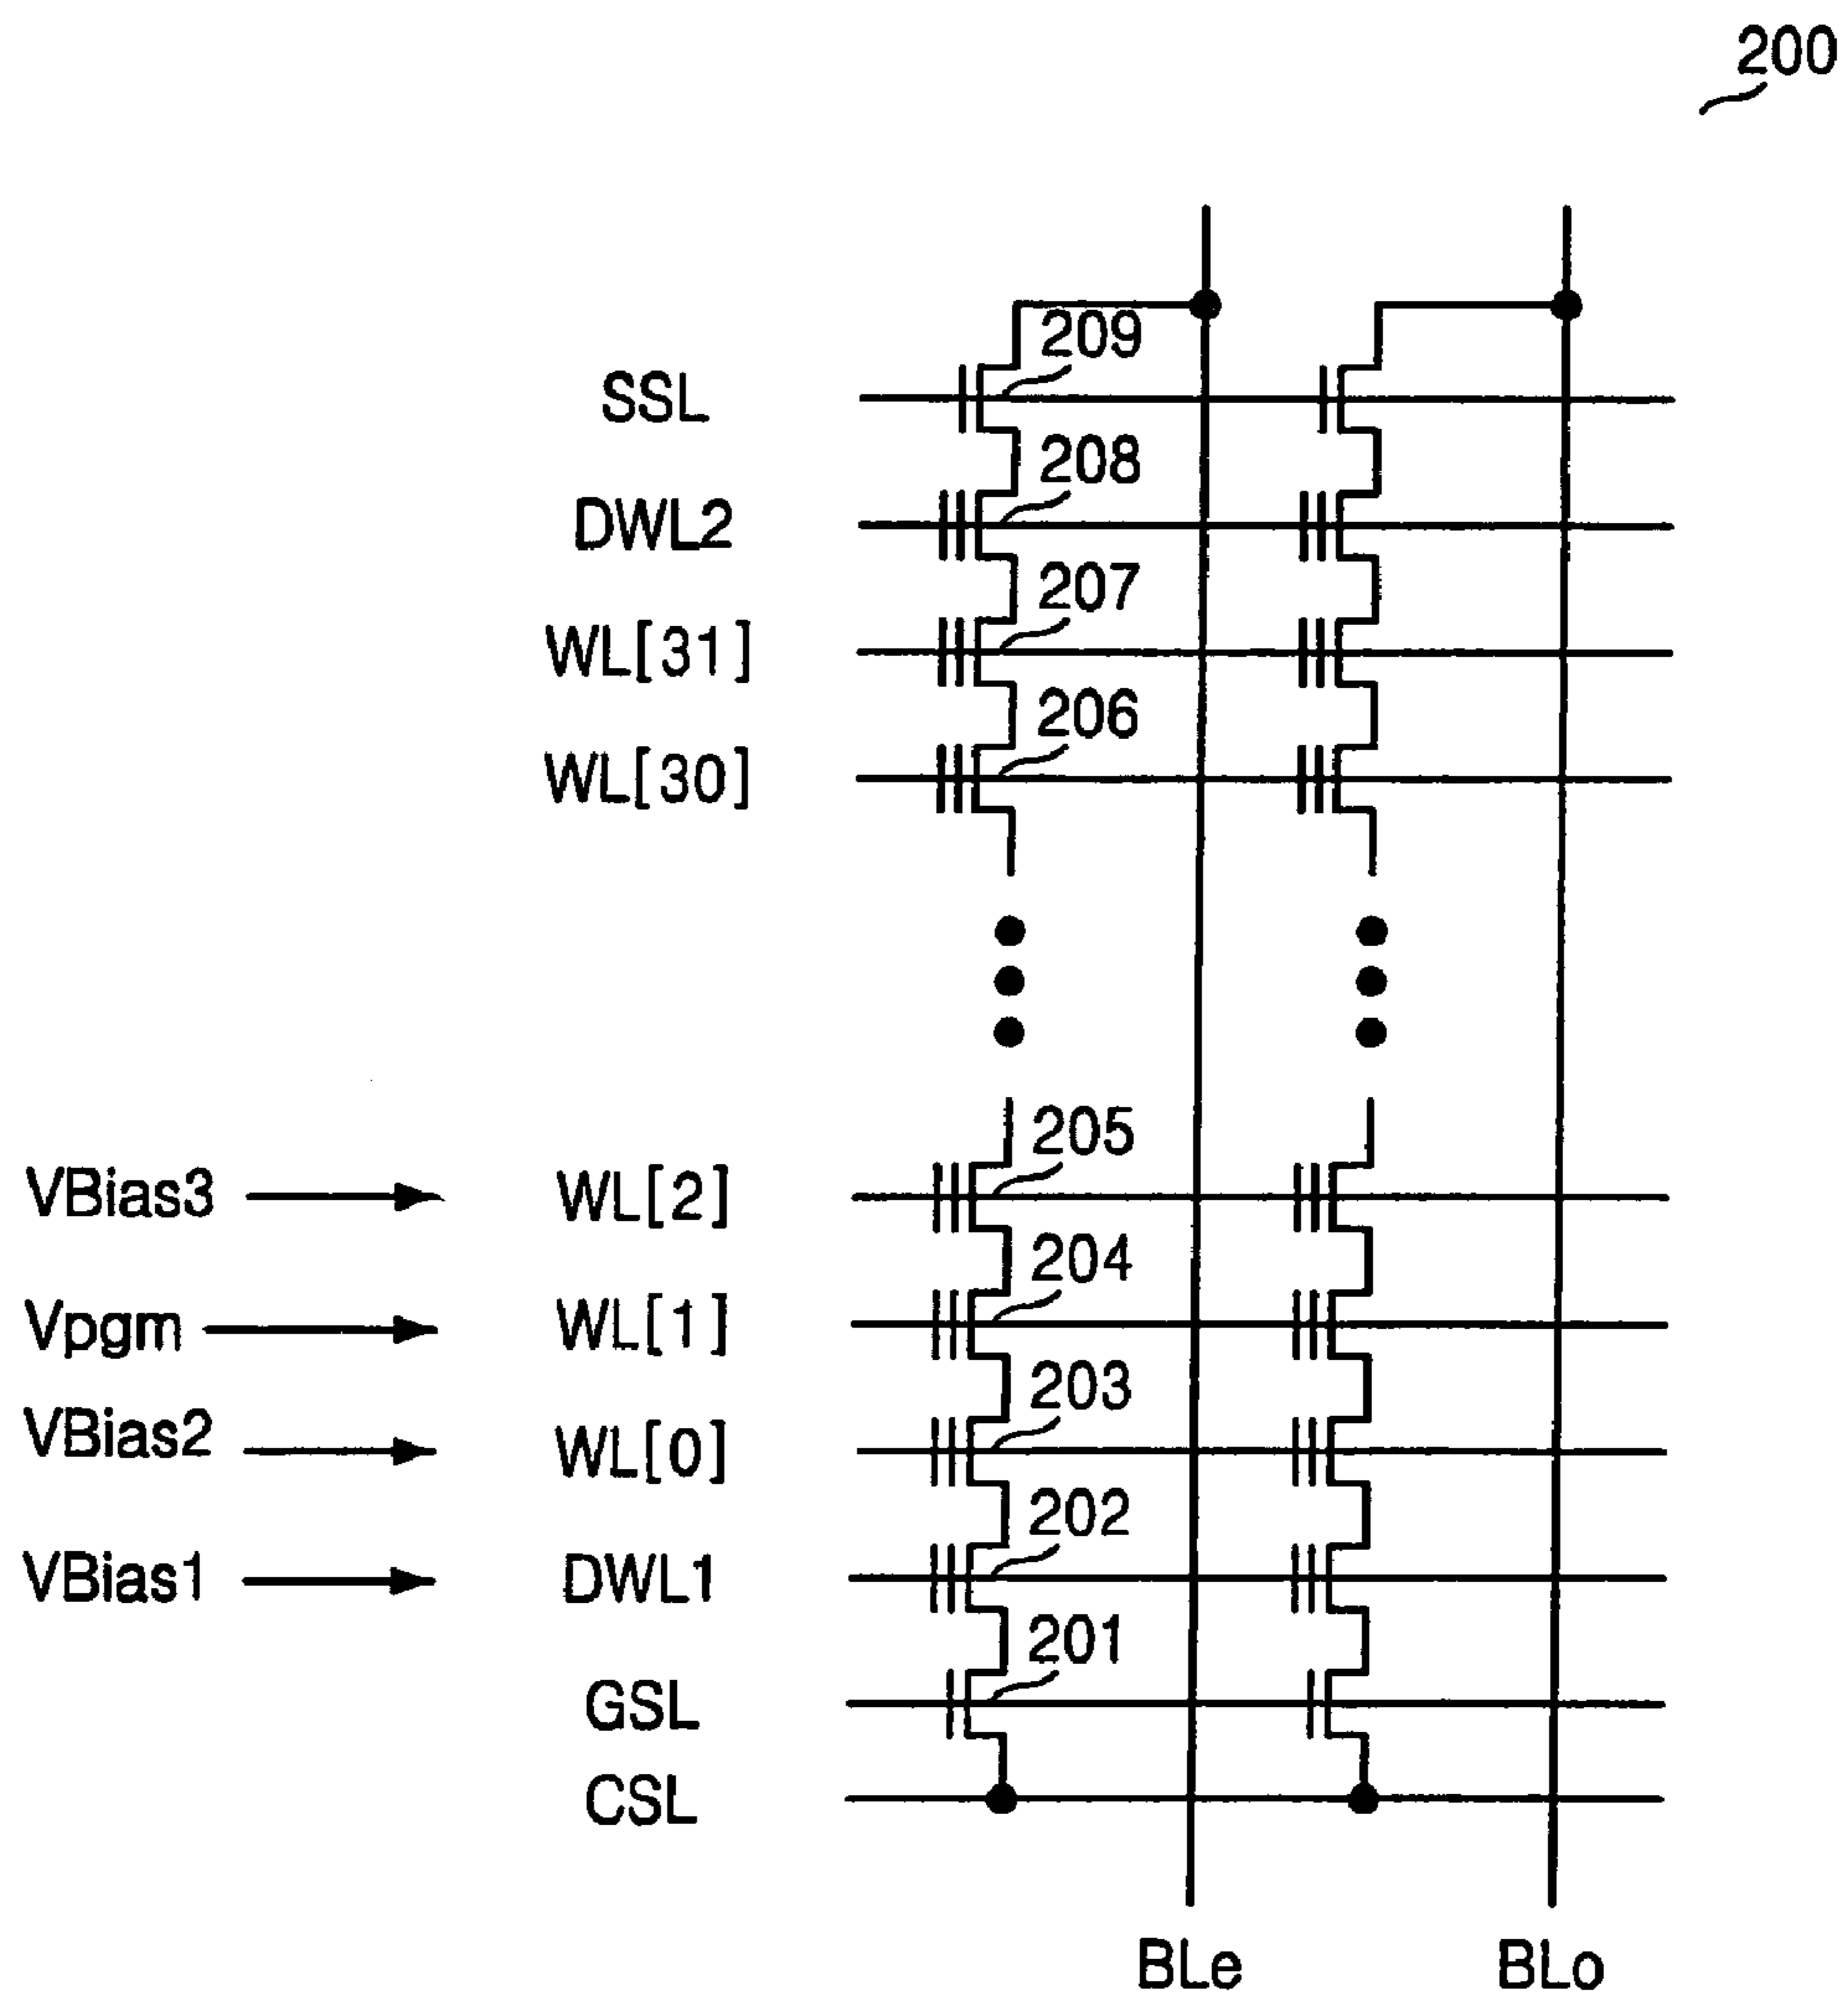 200
209
SSL
208
DWL2
207
WL[31]
206
WL[30]
205
VBias3 WL[2]
204
Vpgm WL[1]
203
VBias2 WL[0]
202
VBias1 DWL1
201
GSL
CSL
BLe BLo